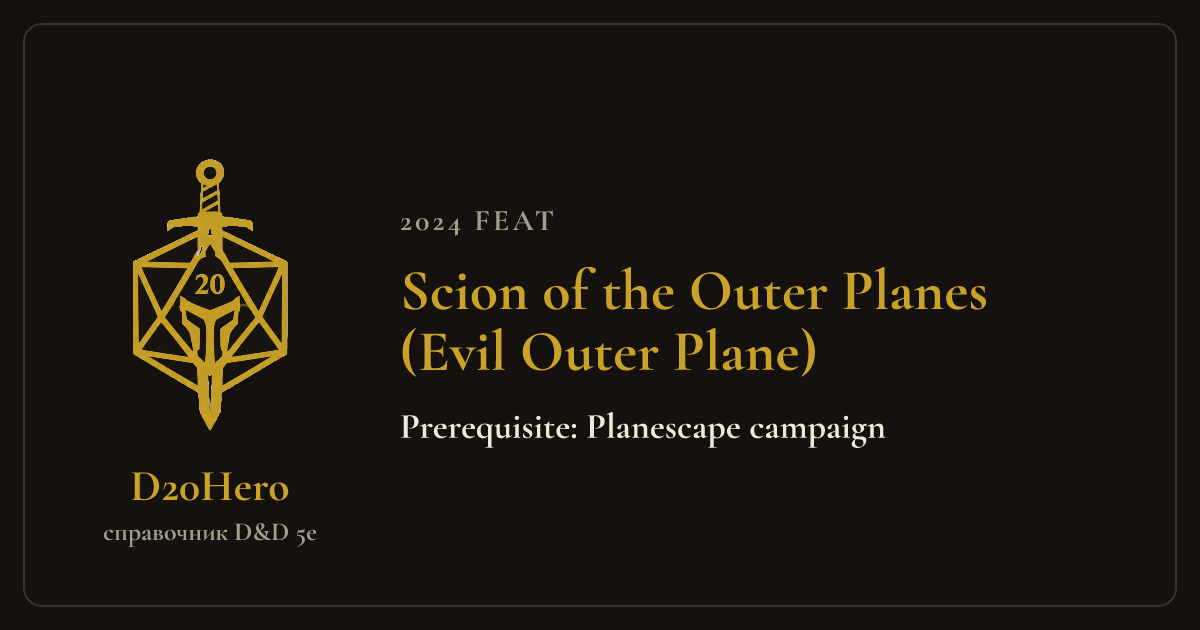 20
D20Hero
справочник D&D 5e
2024 FEAT
Scion of the Outer Planes
(Evil Outer Plane)
Prerequisite: Planescape campaign